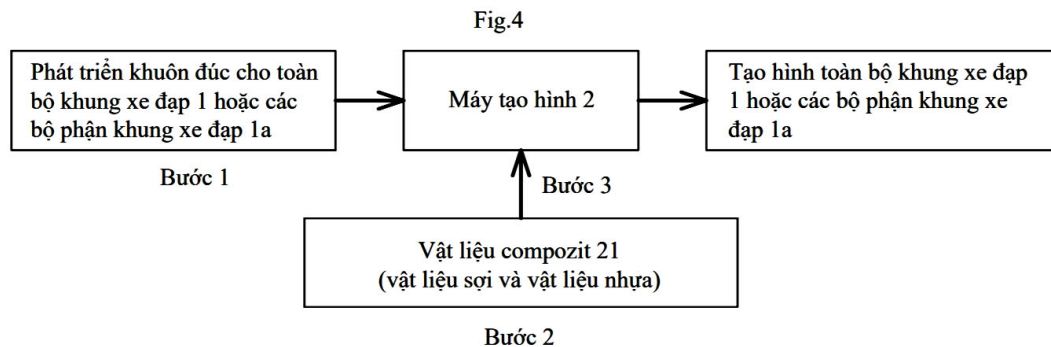 Fig.4
Phát triển khuôn đúc cho toàn
bộ khung xe đạp 1 hoặc các
bộ phận khung xe đạp 1a
Bước 1
Máy tạo hình 2
Tạo hình toàn bộ khung xe đạp
1 hoặc các bộ phận khung xe
đạp 1a
Bước 3
Vật liệu compozit 21
(vật liệu sợi và vật liệu nhựa)
Bước 2